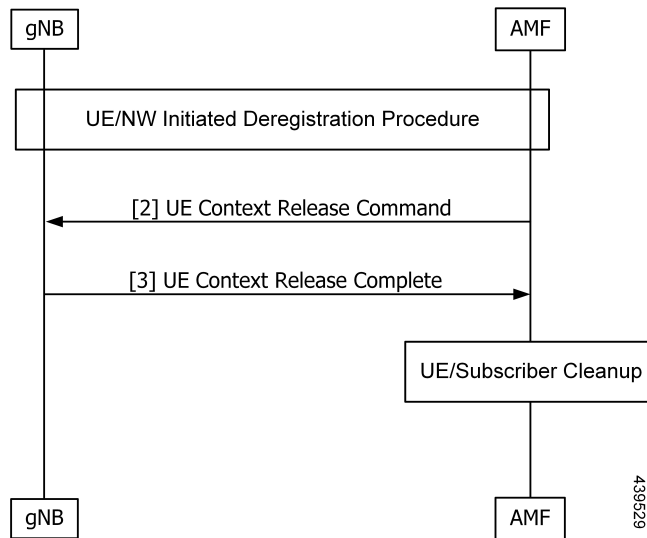 gNB
AMF
UE/NW Initiated Deregistration Procedure
[2] UE Context Release Command
[3] UE Context Release Complete
UE/Subscriber Cleanup
439529
gNB
AMF